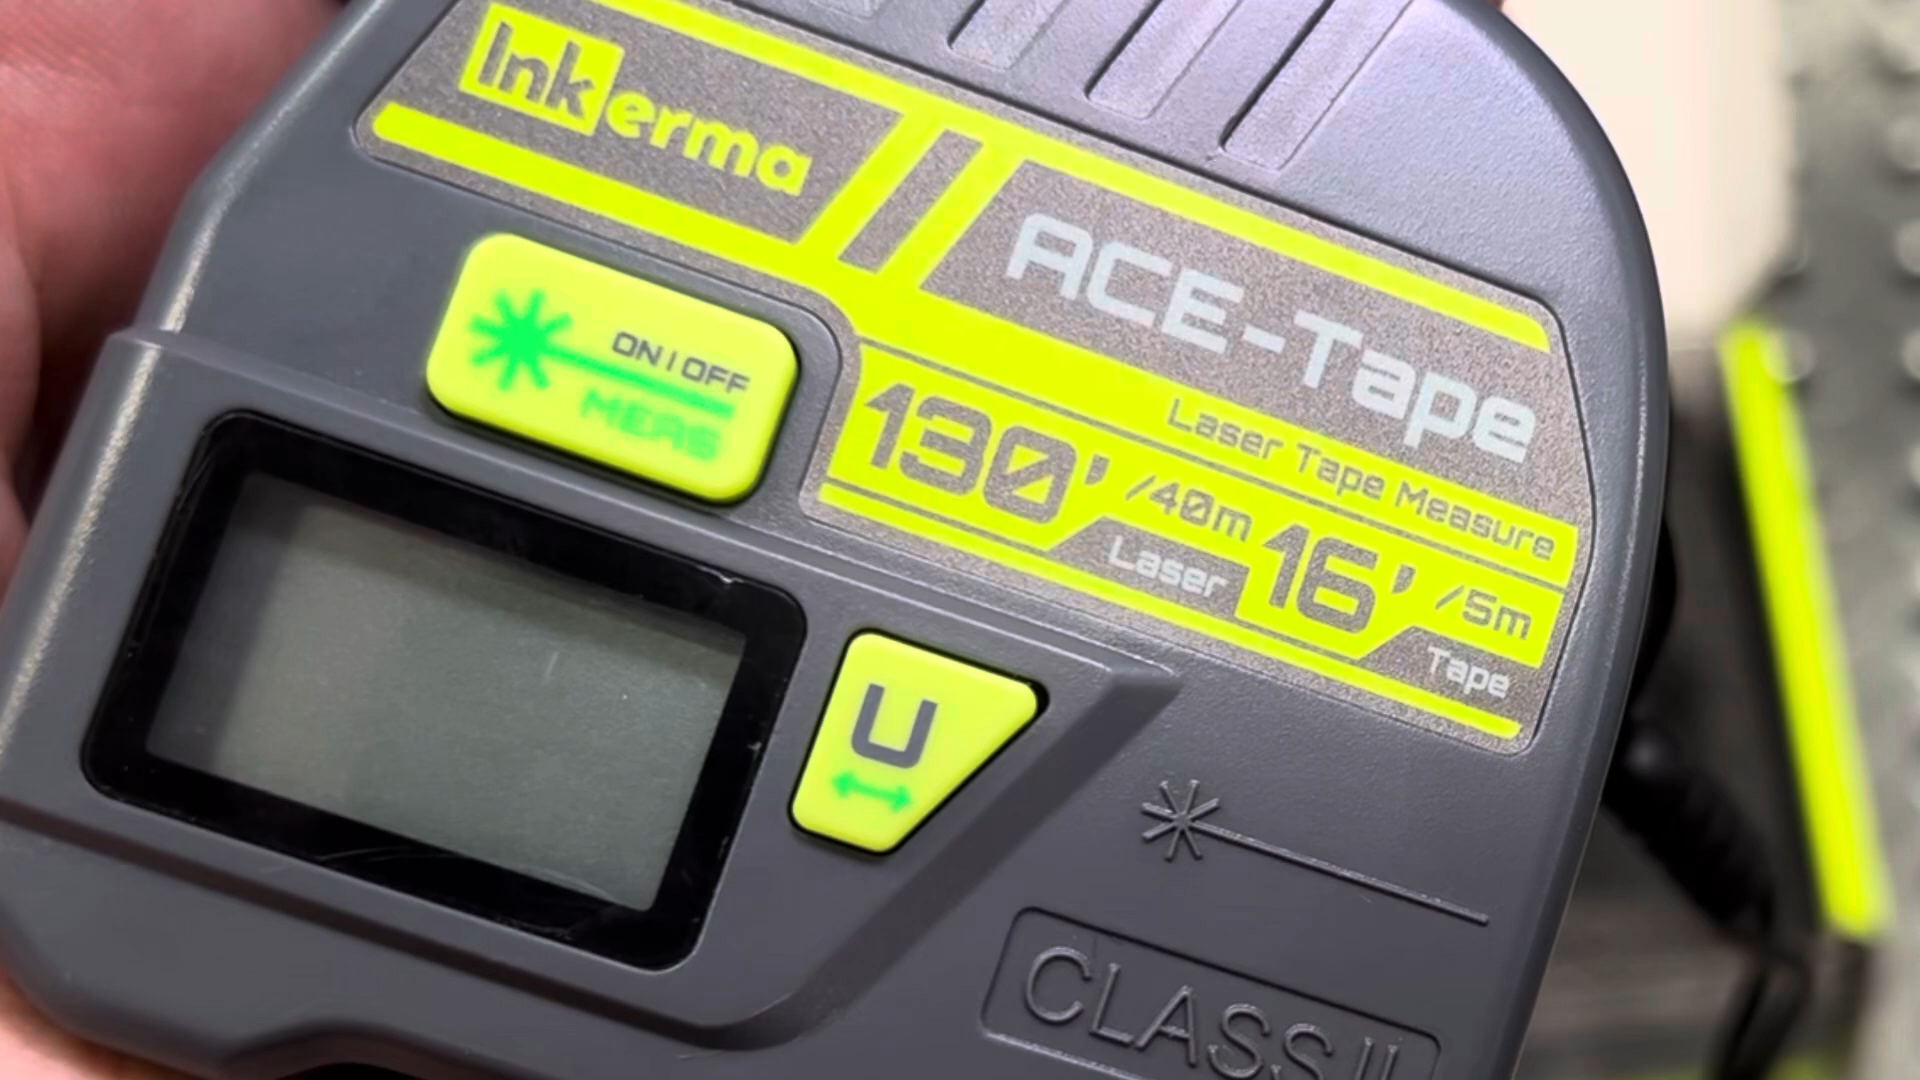 Inkerma
ACE-Tape
Laser Tape Measure
ON|OFF
MEAS
130' /40m
Laser
16' /5m
Tape
U
CLASS II